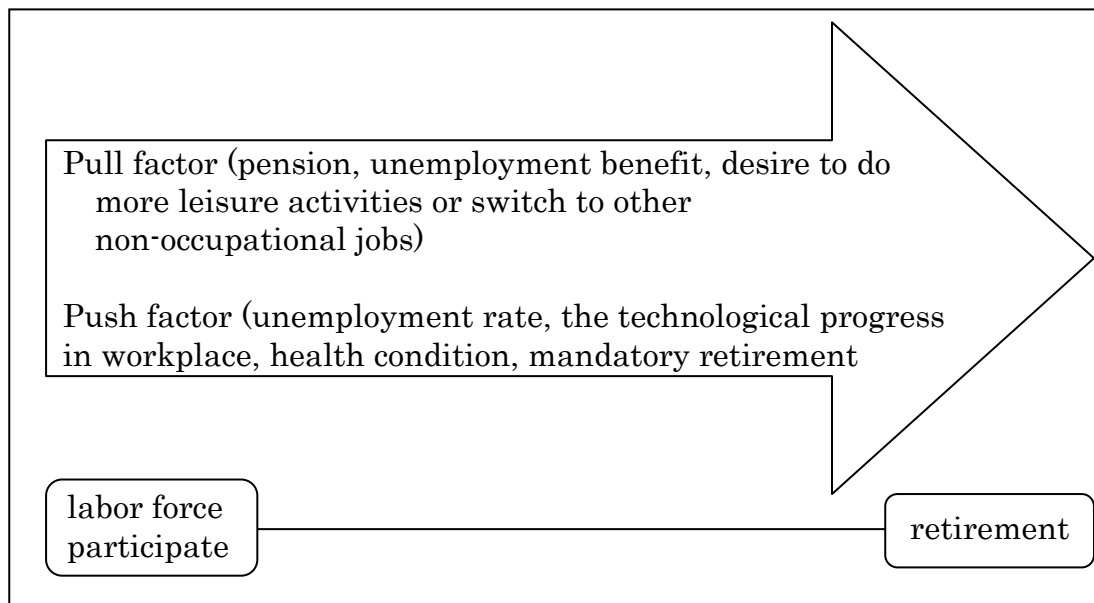 Pull factor (pension, unemployment benefit, desire to do
more leisure activities or switch to other
non-occupational jobs)
Push factor (unemployment rate, the technological progress
in workplace, health condition, mandatory retirement
labor force
participate
retirement